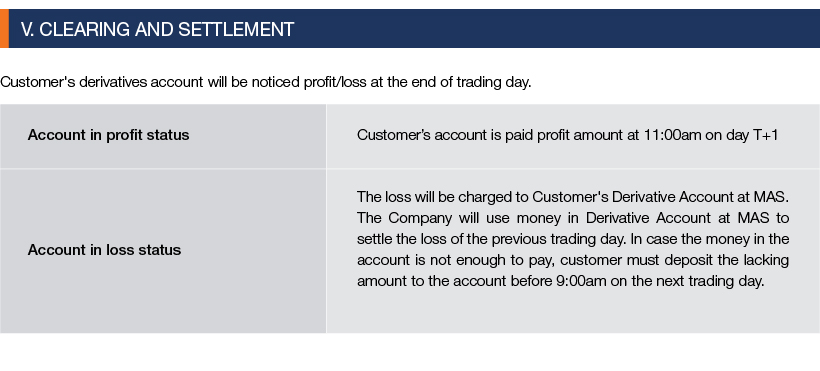 V. CLEARING AND SETTLEMENT
Customer's derivatives account will be noticed profit/loss at the end of trading day.
Account in profit status
Customer’s account is paid profit amount at 11:00am on day T+1
Account in loss status
The loss will be charged to Customer's Derivative Account at MAS.
The Company will use money in Derivative Account at MAS to
settle the loss of the previous trading day. In case the money in the
account is not enough to pay, customer must deposit the lacking
amount to the account before 9:00am on the next trading day.